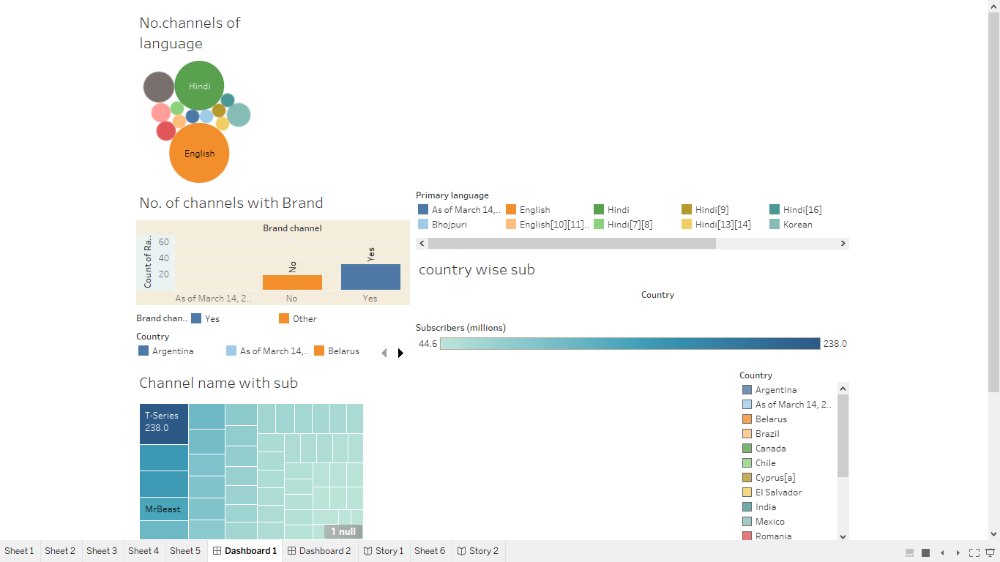 No.channels of
language
Hindi
English
No. of channels with Brand
Brand channel
Count of Ra..
60
40
20
No
Yes
As of March 14, 2..
No
Yes
Brand chan..
Yes
Other
Country
Argentina
As of March 14,..
Belarus
Primary language
As of March 14,..
English
Hindi
Hindi[9]
Hindi[16]
Bhojpuri
English[10][11]..
Hindi[7][8]
Hindi[13][14]
Korean
country wise sub
Country
Subscribers (millions)
44.6
238.0
Channel name with sub
T-Series
238.0
MrBeast
1 null
Country
Argentina
As of March 14, 2..
Belarus
Brazil
Canada
Chile
Cyprus[a]
El Salvador
India
Mexico
Romania
Sheet 1 Sheet 2 Sheet 3 Sheet 4 Sheet 5 Dashboard 1 Dashboard 2 Story 1 Sheet 6 Story 2